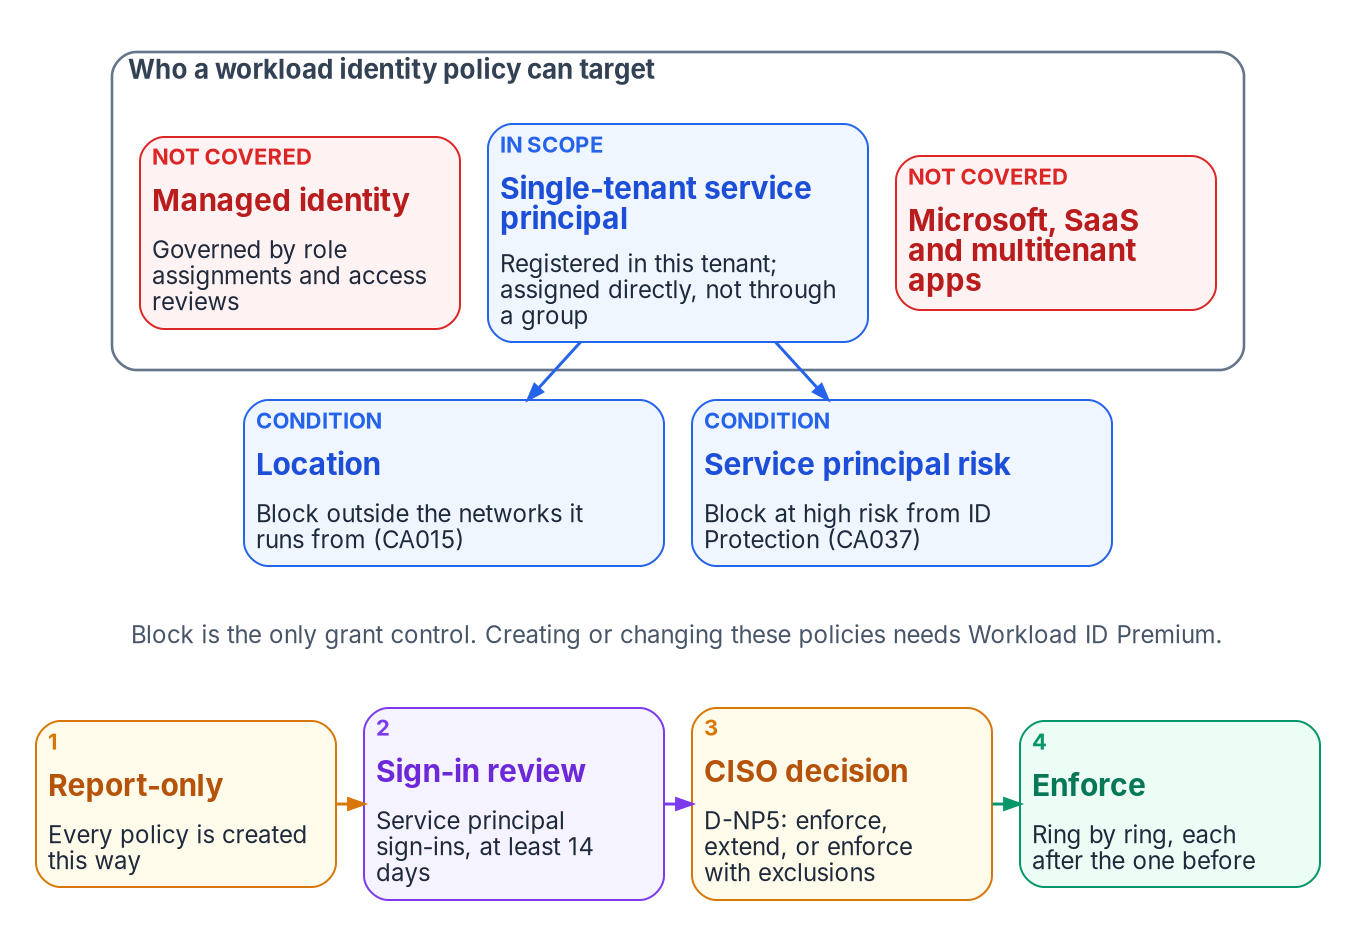 Who a workload identity policy can target
NOT COVERED
Managed identity
Governed by role
assignments and access
reviews
IN SCOPE
Single-tenant service
principal
Registered in this tenant;
assigned directly, not through
a group
NOT COVERED
Microsoft, SaaS
and multitenant
apps
CONDITION
Location
Block outside the networks it
runs from (CA015)
CONDITION
Service principal risk
Block at high risk from ID
Protection (CA037)
Block is the only grant control. Creating or changing these policies needs Workload ID Premium.
1
Report-only
Every policy is created
this way
2
Sign-in review
Service principal
sign-ins, at least 14
days
3
CISO decision
D-NP5: enforce,
extend, or enforce
with exclusions
4
Enforce
Ring by ring, each
after the one before